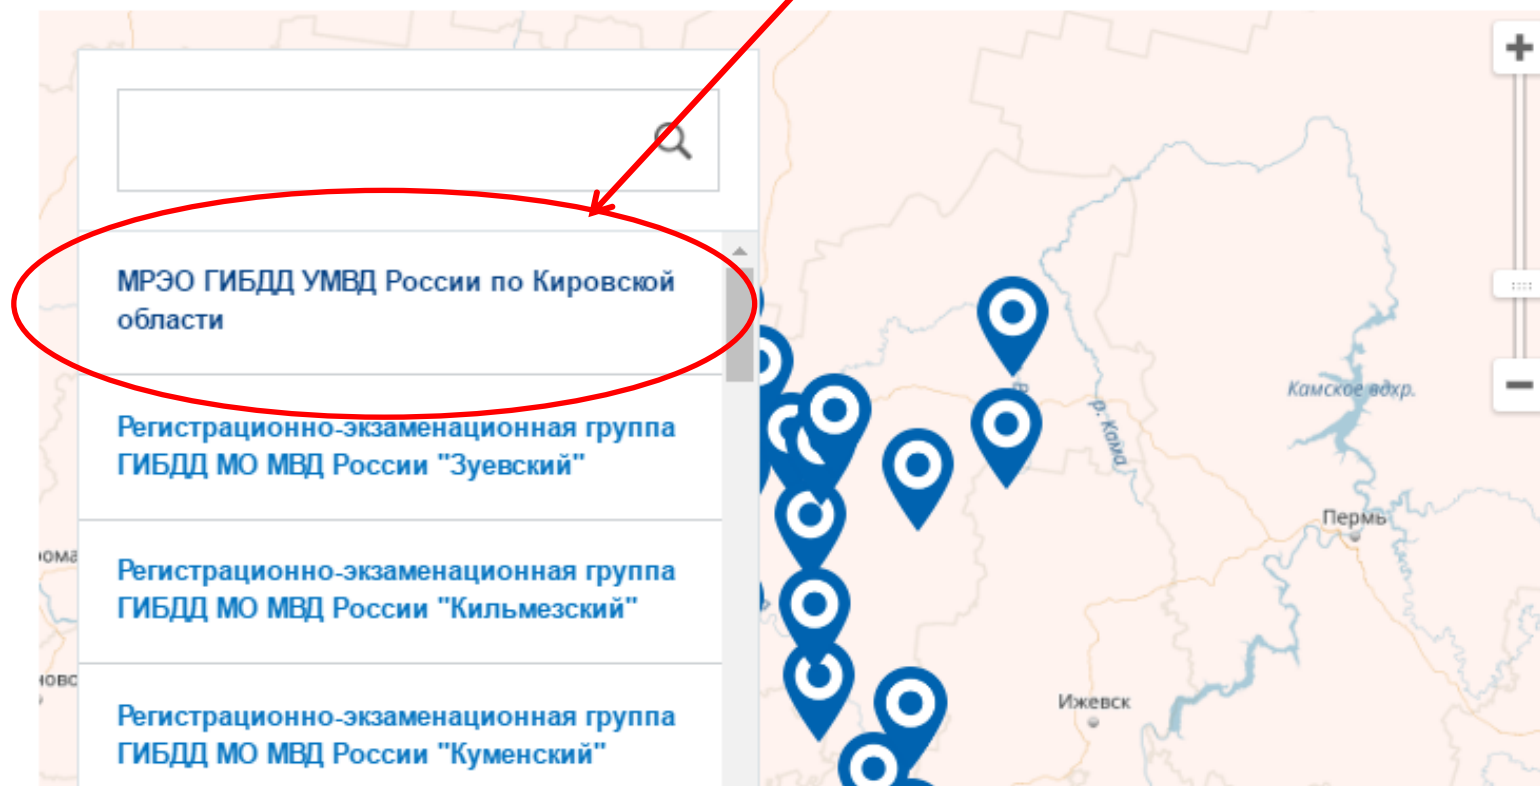 МРЭО ГИБДД УМВД России по Кировской
области
Регистрационно-экзаменационная группа
ГИБДД МО МВД России "Зуевский"
Регистрационно-экзаменационная группа
ГИБДД МО МВД России "Кильмезский"
Регистрационно-экзаменационная группа
ГИБДД МО МВД России "Куменский"
Камское вдхр.
р. Кама
Пермь
Ижевск